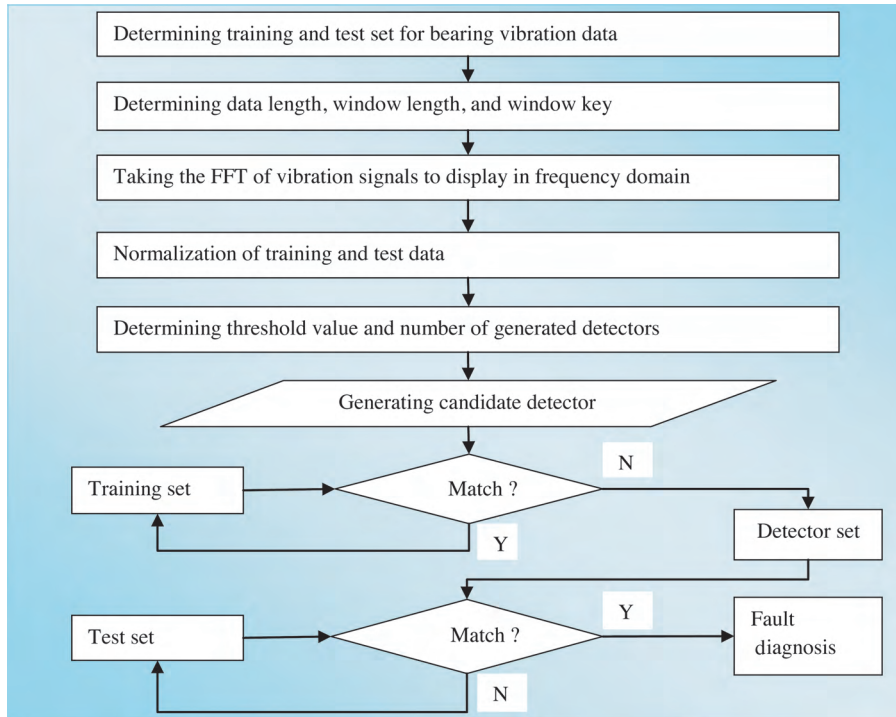 Determining training and test set for bearing vibration data
Determining data length, window length, and window key
Taking the FFT of vibration signals to display in frequency domain
Normalization of training and test data
Determining threshold value and number of generated detectors
Generating candidate detector
N
Training set
Match ?
Y
Detector set
Y
Test set
Match ?
Fault
diagnosis
N